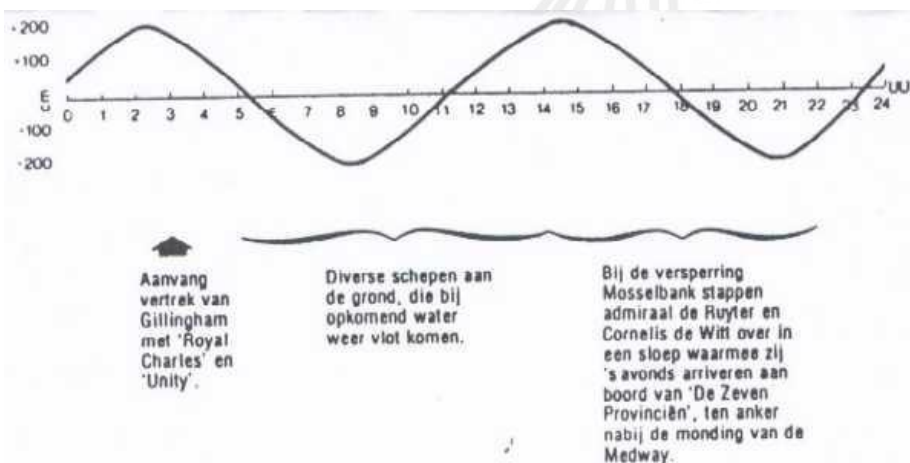 +200
+100
E
C
-100
-200
0 1 2 3 4 5 6 7 8 9 10 11 12 13 14 15 16 17 18 19 20 21 22 23 24 UU
Aanvang
vertrek van
Gillingham
met 'Royal
Charles' en
'Unity'.
Diverse schepen aan
de grond, die bij
opkomend water
weer vlot komen.
Bij de versperring
Mosselbank stappen
admiraal de Ruyter en
Cornelis de Witt over in
een sloep waarmee zij
's avonds arriveren aan
boord van 'De Zeven
Provinciën', ten anker
nabij de monding van de
Medway.